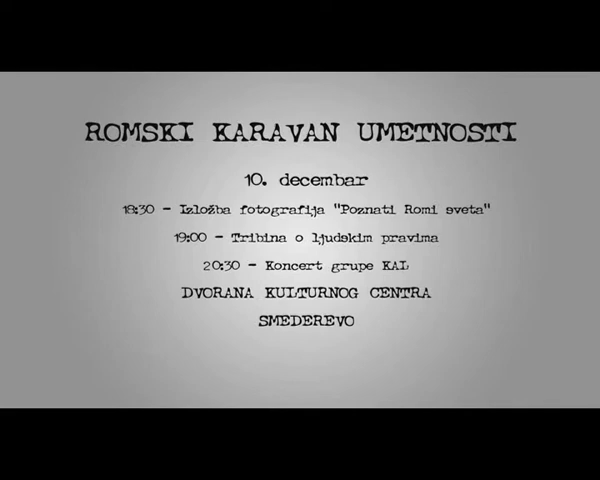 ROMSKI KARAVAN UMETNOSTI
10. decembar
18:30 - Izložba fotografija "Poznati Romi sveta"
19:00 - Tribina o ljudskim pravima
20:30 - Koncert grupe KAL
DVORANA KULTURNOG CENTRA
SMEDEREVO